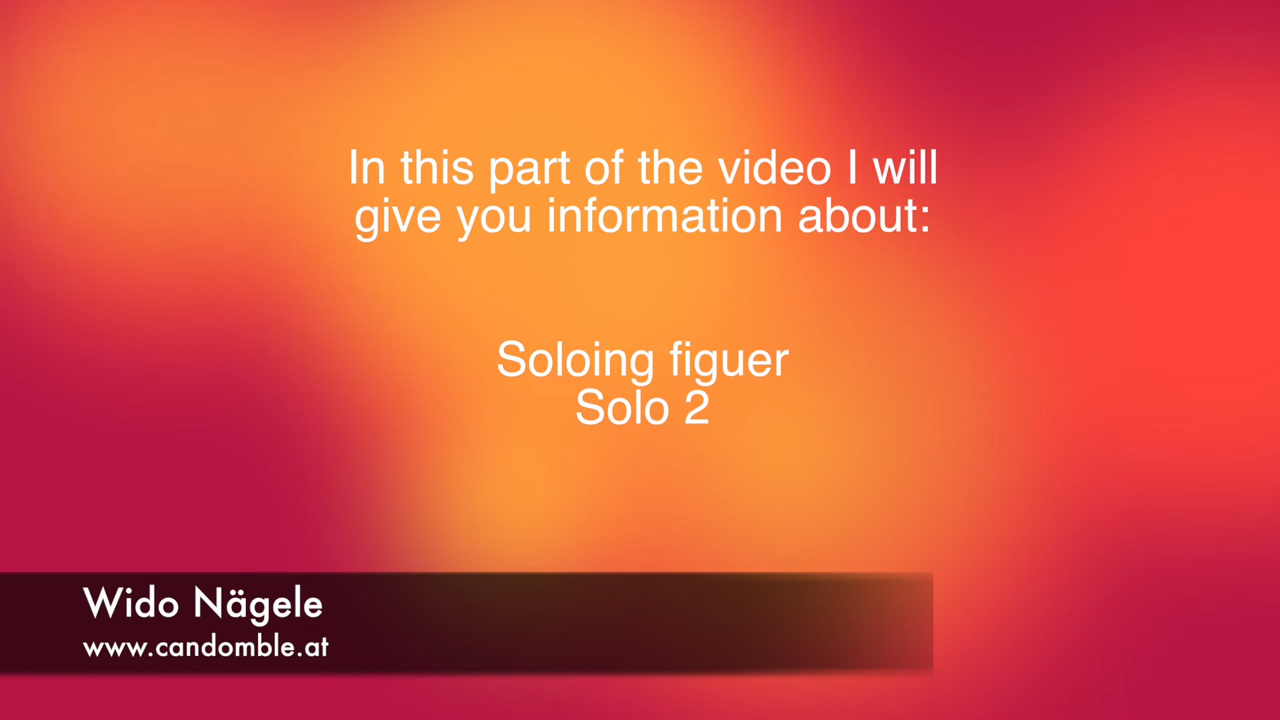 In this part of the video I will
give you information about:
Soloing figuer
Solo 2
Wido Nägele
www.candomble.at